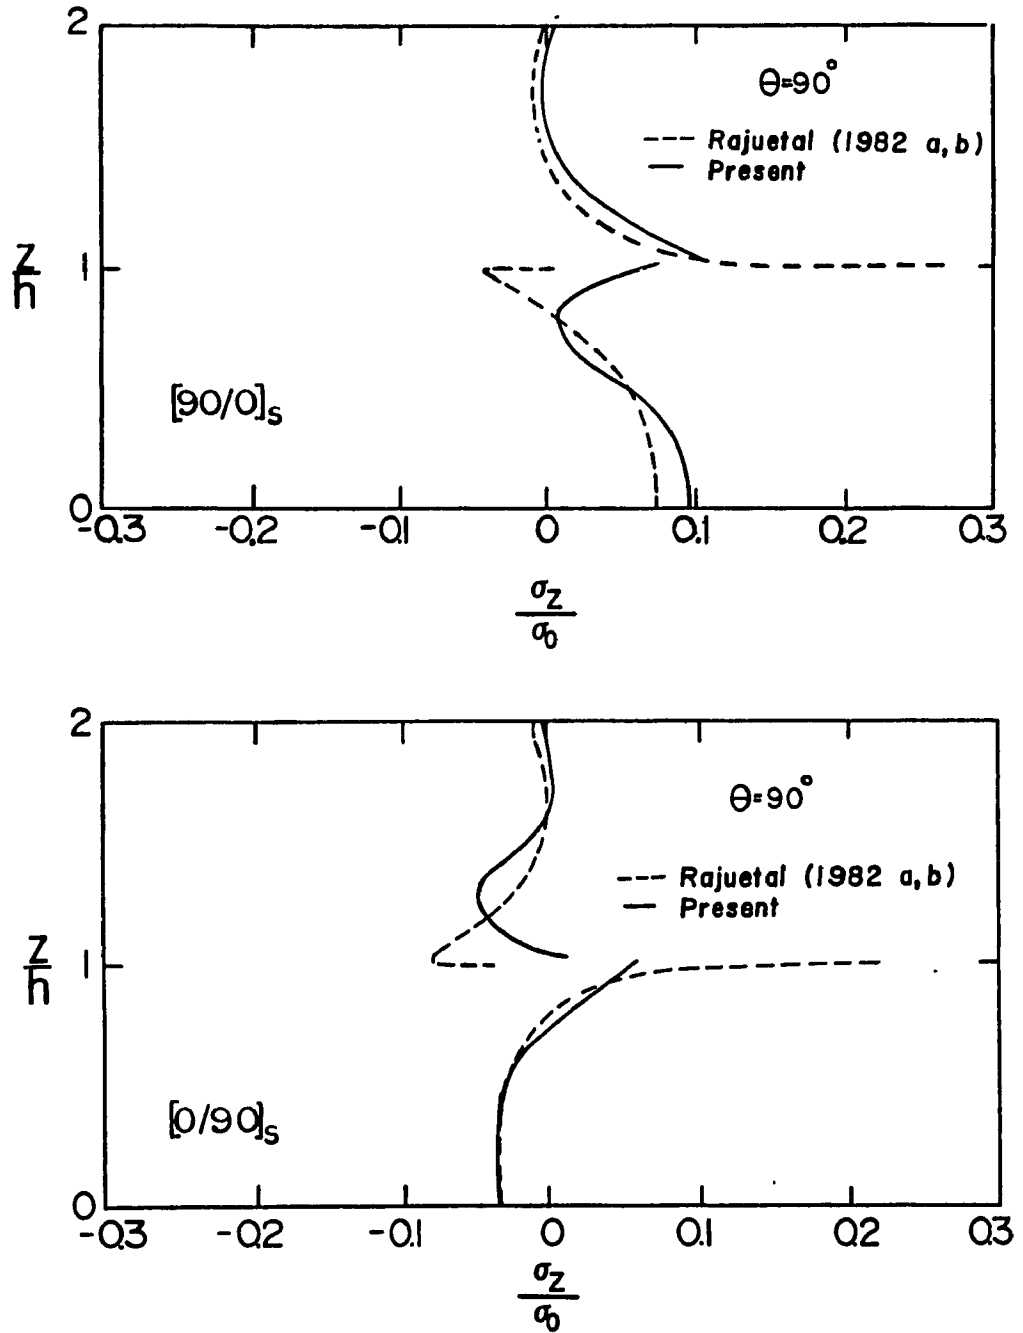 2
θ=90°
Rajuetal (1982 a,b)
Present
z/h
1
[90/0]s
0
-0.3 -0.2 -0.1 0 0.1 0.2 0.3
σz/σ0
2
θ=90°
Rajuetal (1982 a,b)
Present
z/h
1
[0/90]s
0
-0.3 -0.2 -0.1 0 0.1 0.2 0.3
σz/σ0